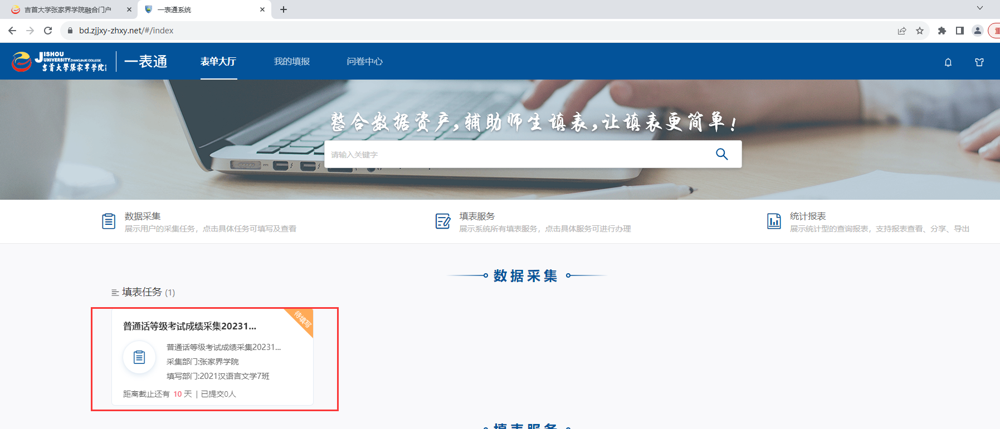 吉首大学张家界学院融合门户
一表通系统
bd.zjjxy-zhxy.net/#/index
重
JISHOU
UNIVERSITY ZHANGJIAJIE COLLEGE
吉首大學張家界学院
一表通
表单大厅
我的填报
问卷中心
整合数据资产,辅助师生填表,让填表更简单!
请输入关键字
数据采集
展示用户的采集任务，点击具体任务可填写及查看
填表服务
展示系统所有填表服务，点击具体服务可进行办理
统计报表
展示统计型的查询报表，支持报表查看、分享、导出
数据采集
填表任务 (1)
待填写
普通话等级考试成绩采集20231...
普通话等级考试成绩采集20231...
采集部门:张家界学院
填写部门:2021汉语言文学7班
距离截止还有 10 天 | 已提交0人
填表服务